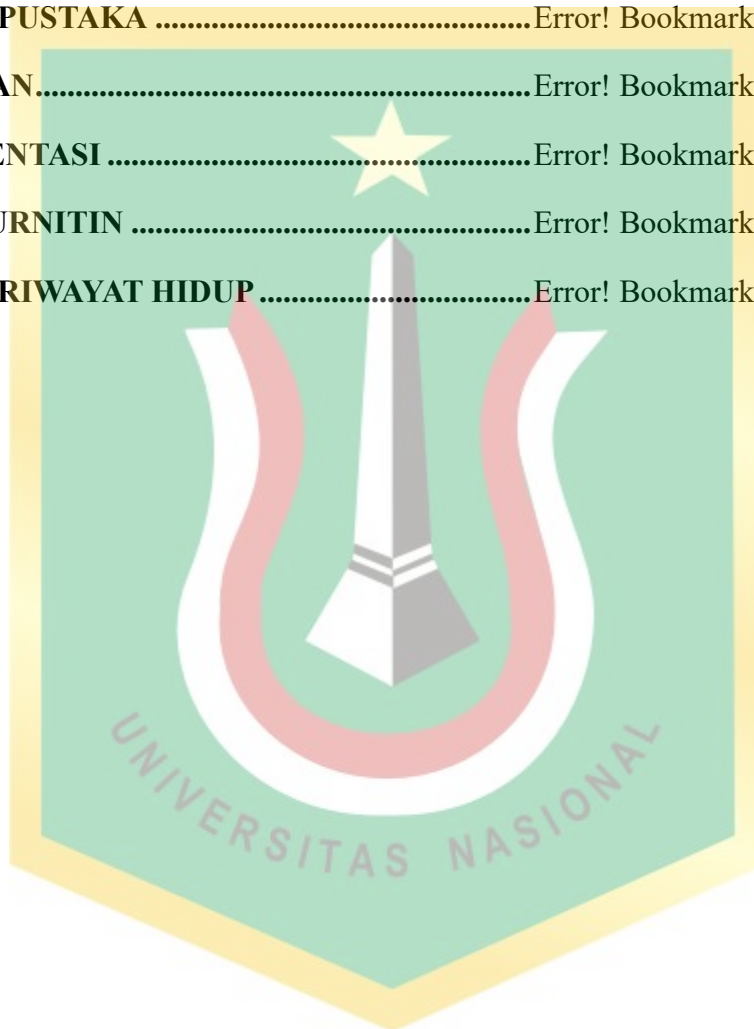 PUSTAKA ............................................... Error! Bookmark
AN.............................................................. Error! Bookmark
ENTASI ..................................................... Error! Bookmark
URNITIN .................................................. Error! Bookmark
RIWAYAT HIDUP .................................. Error! Bookmark
UNIVERSITAS NASIONAL